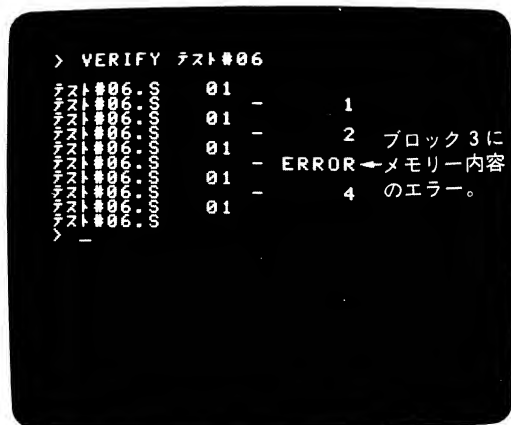 > VERIFY テスト#06
テスト#06.S 01
テスト#06.S - 1
テスト#06.S 01
テスト#06.S - 2
テスト#06.S 01
テスト#06.S - ERROR
テスト#06.S 01
テスト#06.S - 4
テスト#06.S 01
テスト#06.S
> _
ブロック3に
←メモリー内容
のエラー。